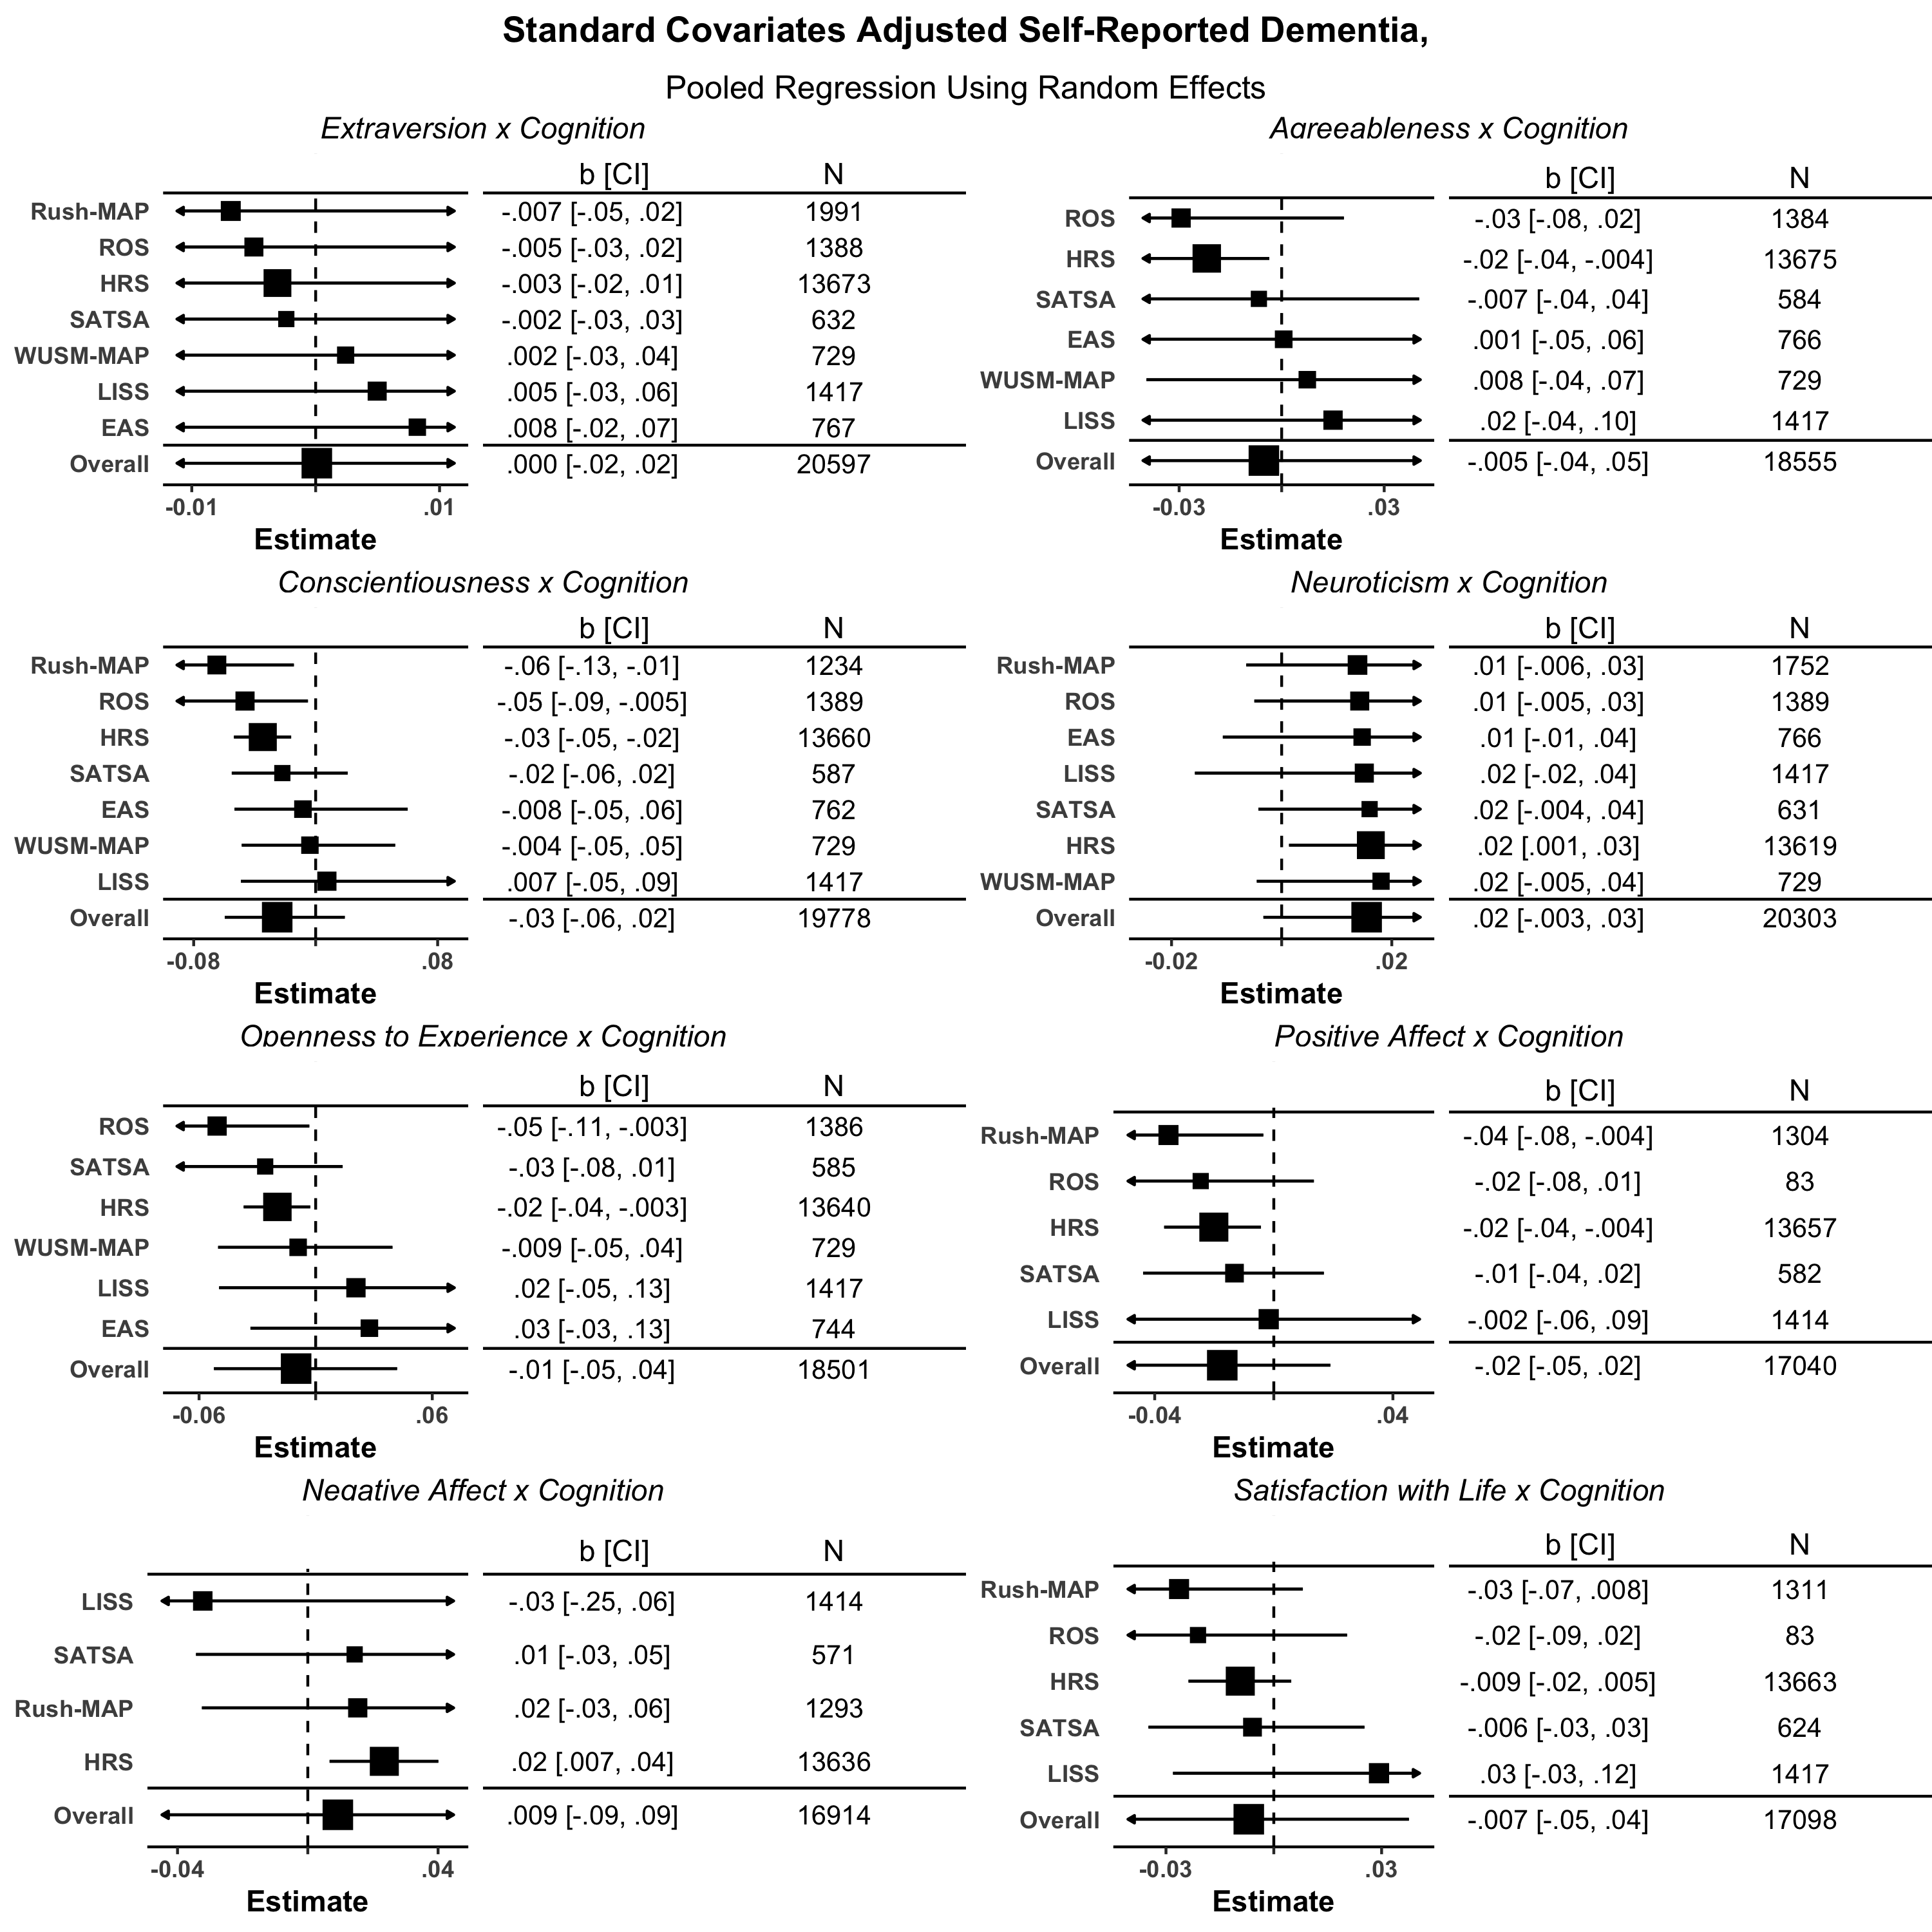 Standard Covariates Adjusted Self-Reported Dementia,
Pooled Regression Using Random Effects
Extraversion x Cognition
b [CI] N
Rush-MAP -.007 [-.05, .02] 1991
ROS -.005 [-.03, .02] 1388
HRS -.003 [-.02, .01] 13673
SATSA -.002 [-.03, .03] 632
WUSM-MAP .002 [-.03, .04] 729
LISS .005 [-.03, .06] 1417
EAS .008 [-.02, .07] 767
Overall .000 [-.02, .02] 20597
-0.01 .01
Estimate
Agreeableness x Cognition
b [CI] N
ROS -.03 [-.08, .02] 1384
HRS -.02 [-.04, -.004] 13675
SATSA -.007 [-.04, .04] 584
EAS .001 [-.05, .06] 766
WUSM-MAP .008 [-.04, .07] 729
LISS .02 [-.04, .10] 1417
Overall -.005 [-.04, .05] 18555
-0.03 .03
Estimate
Conscientiousness x Cognition
b [CI] N
Rush-MAP -.06 [-.13, -.01] 1234
ROS -.05 [-.09, -.005] 1389
HRS -.03 [-.05, -.02] 13660
SATSA -.02 [-.06, .02] 587
EAS -.008 [-.05, .06] 762
WUSM-MAP -.004 [-.05, .05] 729
LISS .007 [-.05, .09] 1417
Overall -.03 [-.06, .02] 19778
-0.08 .08
Estimate
Neuroticism x Cognition
b [CI] N
Rush-MAP .01 [-.006, .03] 1752
ROS .01 [-.005, .03] 1389
EAS .01 [-.01, .04] 766
LISS .02 [-.02, .04] 1417
SATSA .02 [-.004, .04] 631
HRS .02 [.001, .03] 13619
WUSM-MAP .02 [-.005, .04] 729
Overall .02 [-.003, .03] 20303
-0.02 .02
Estimate
Openness to Experience x Cognition
b [CI] N
ROS -.05 [-.11, -.003] 1386
SATSA -.03 [-.08, .01] 585
HRS -.02 [-.04, -.003] 13640
WUSM-MAP -.009 [-.05, .04] 729
LISS .02 [-.05, .13] 1417
EAS .03 [-.03, .13] 744
Overall -.01 [-.05, .04] 18501
-0.06 .06
Estimate
Positive Affect x Cognition
b [CI] N
Rush-MAP -.04 [-.08, -.004] 1304
ROS -.02 [-.08, .01] 83
HRS -.02 [-.04, -.004] 13657
SATSA -.01 [-.04, .02] 582
LISS -.002 [-.06, .09] 1414
Overall -.02 [-.05, .02] 17040
-0.04 .04
Estimate
Negative Affect x Cognition
b [CI] N
LISS -.03 [-.25, .06] 1414
SATSA .01 [-.03, .05] 571
Rush-MAP .02 [-.03, .06] 1293
HRS .02 [.007, .04] 13636
Overall .009 [-.09, .09] 16914
-0.04 .04
Estimate
Satisfaction with Life x Cognition
b [CI] N
Rush-MAP -.03 [-.07, .008] 1311
ROS -.02 [-.09, .02] 83
HRS -.009 [-.02, .005] 13663
SATSA -.006 [-.03, .03] 624
LISS .03 [-.03, .12] 1417
Overall -.007 [-.05, .04] 17098
-0.03 .03
Estimate